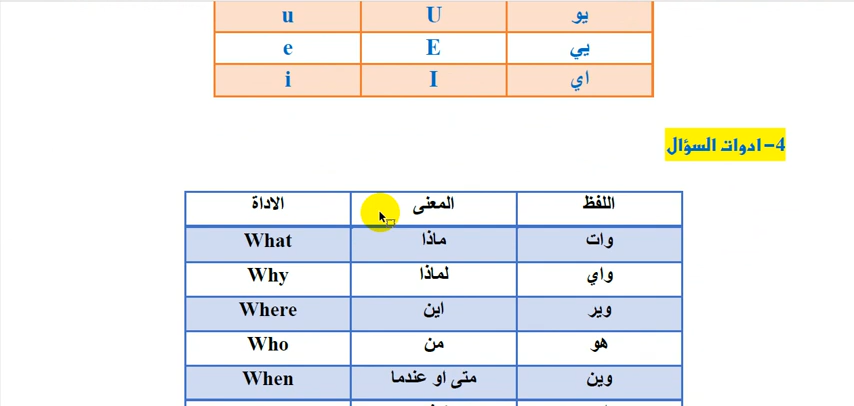 u U يو
e E يي
i I اي
4- ادوات السؤال
الاداة المعنى اللفظ
What ماذا وات
Why لماذا واي
Where اين وير
Who من هو
When متى او عندما وين